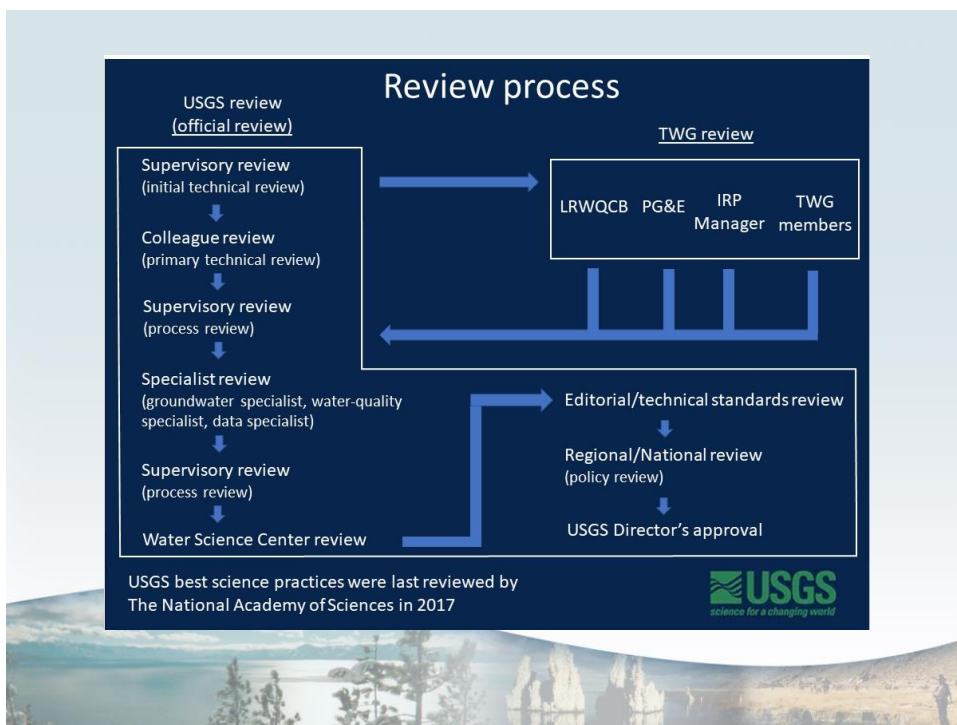 Review process
USGS review
(official review)
Supervisory review
(initial technical review)
Colleague review
(primary technical review)
Supervisory review
(process review)
Specialist review
(groundwater specialist, water-quality
specialist, data specialist)
Supervisory review
(process review)
Water Science Center review
TWG review
LRWQCB
PG&E
IRP
Manager
TWG
members
Editorial/technical standards review
Regional/National review
(policy review)
USGS Director's approval
USGS best science practices were last reviewed by
The National Academy of Sciences in 2017
USGS
science for a changing world